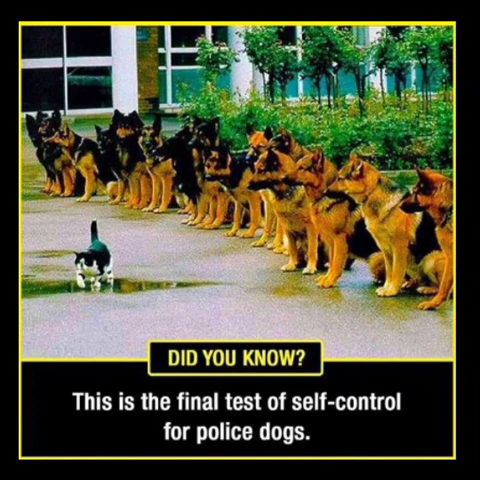 DID YOU KNOW?
This is the final test of self-control
for police dogs.